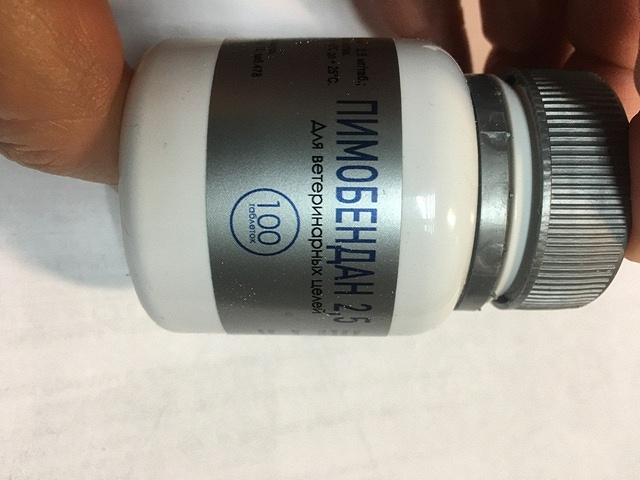 ПИМОБЕНДАН 2,5
Для ветеринарных целей
100
таблеток